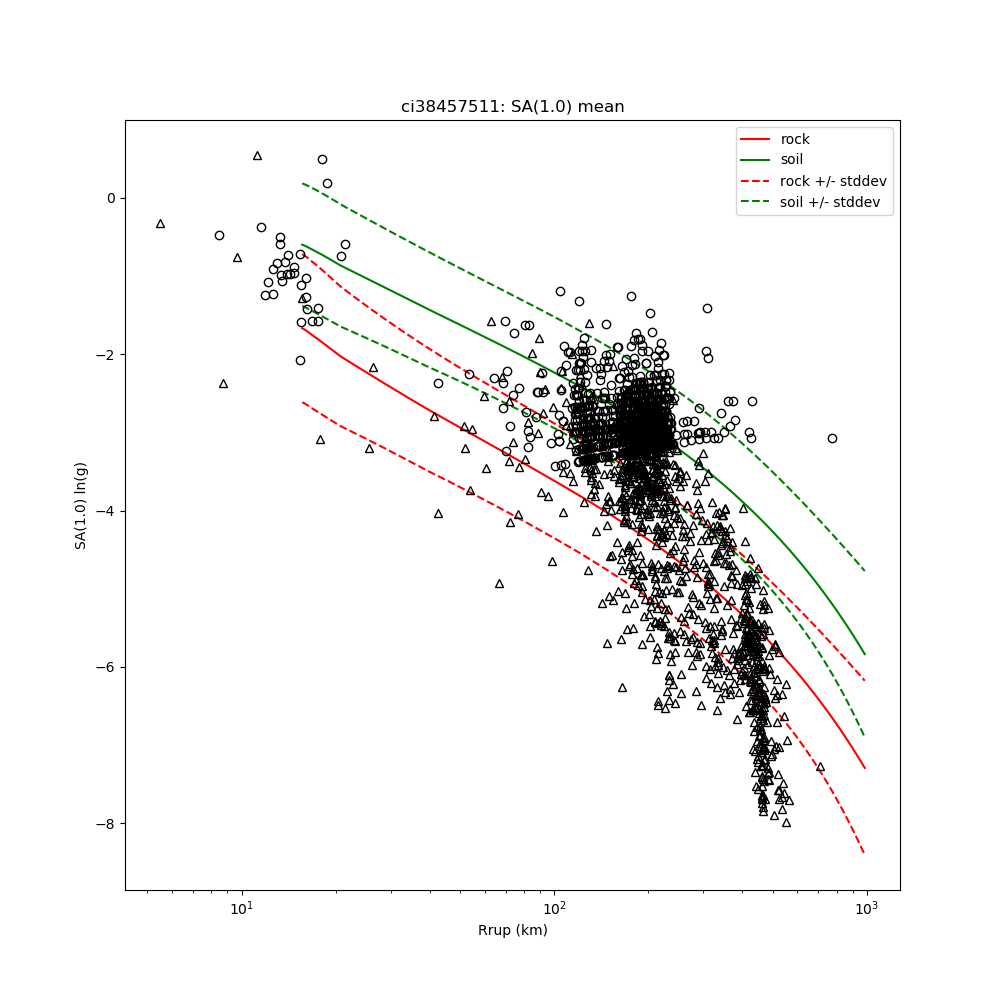 ci38457511: SA(1.0) mean
rock
soil
rock +/- stddev
soil +/- stddev
0
−2
−4
−6
−8
SA(1.0) ln(g)
10¹
10²
10³
Rrup (km)